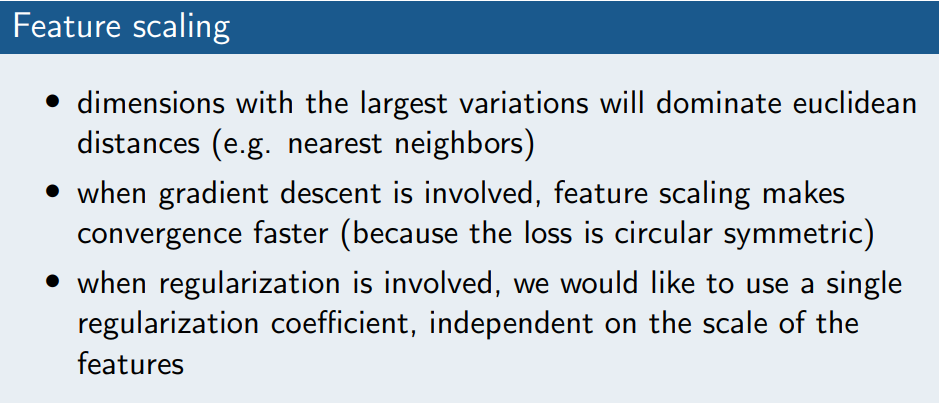 Feature scaling
• dimensions with the largest variations will dominate euclidean
distances (e.g. nearest neighbors)
• when gradient descent is involved, feature scaling makes
convergence faster (because the loss is circular symmetric)
• when regularization is involved, we would like to use a single
regularization coefficient, independent on the scale of the
features